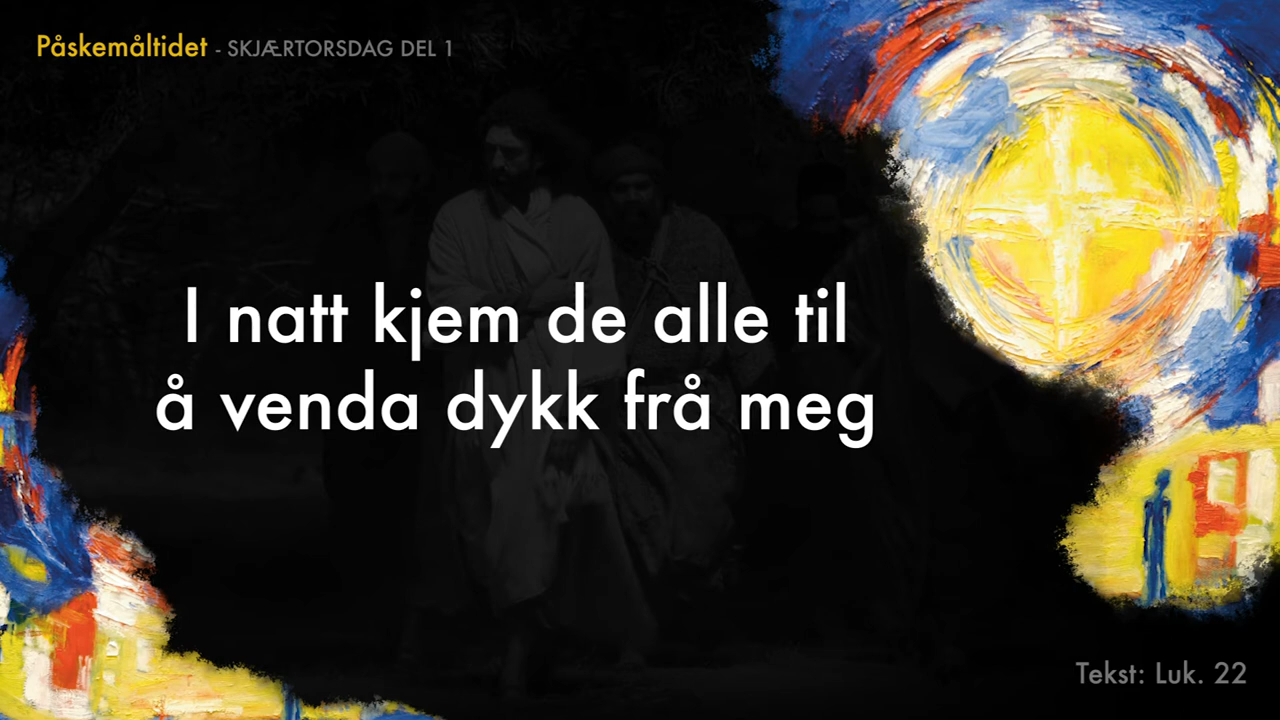 Påskemåltidet - SKJÆRTORSDAG DEL 1
I natt kjem de alle til
å venda dykk frå meg
Tekst: Luk. 22